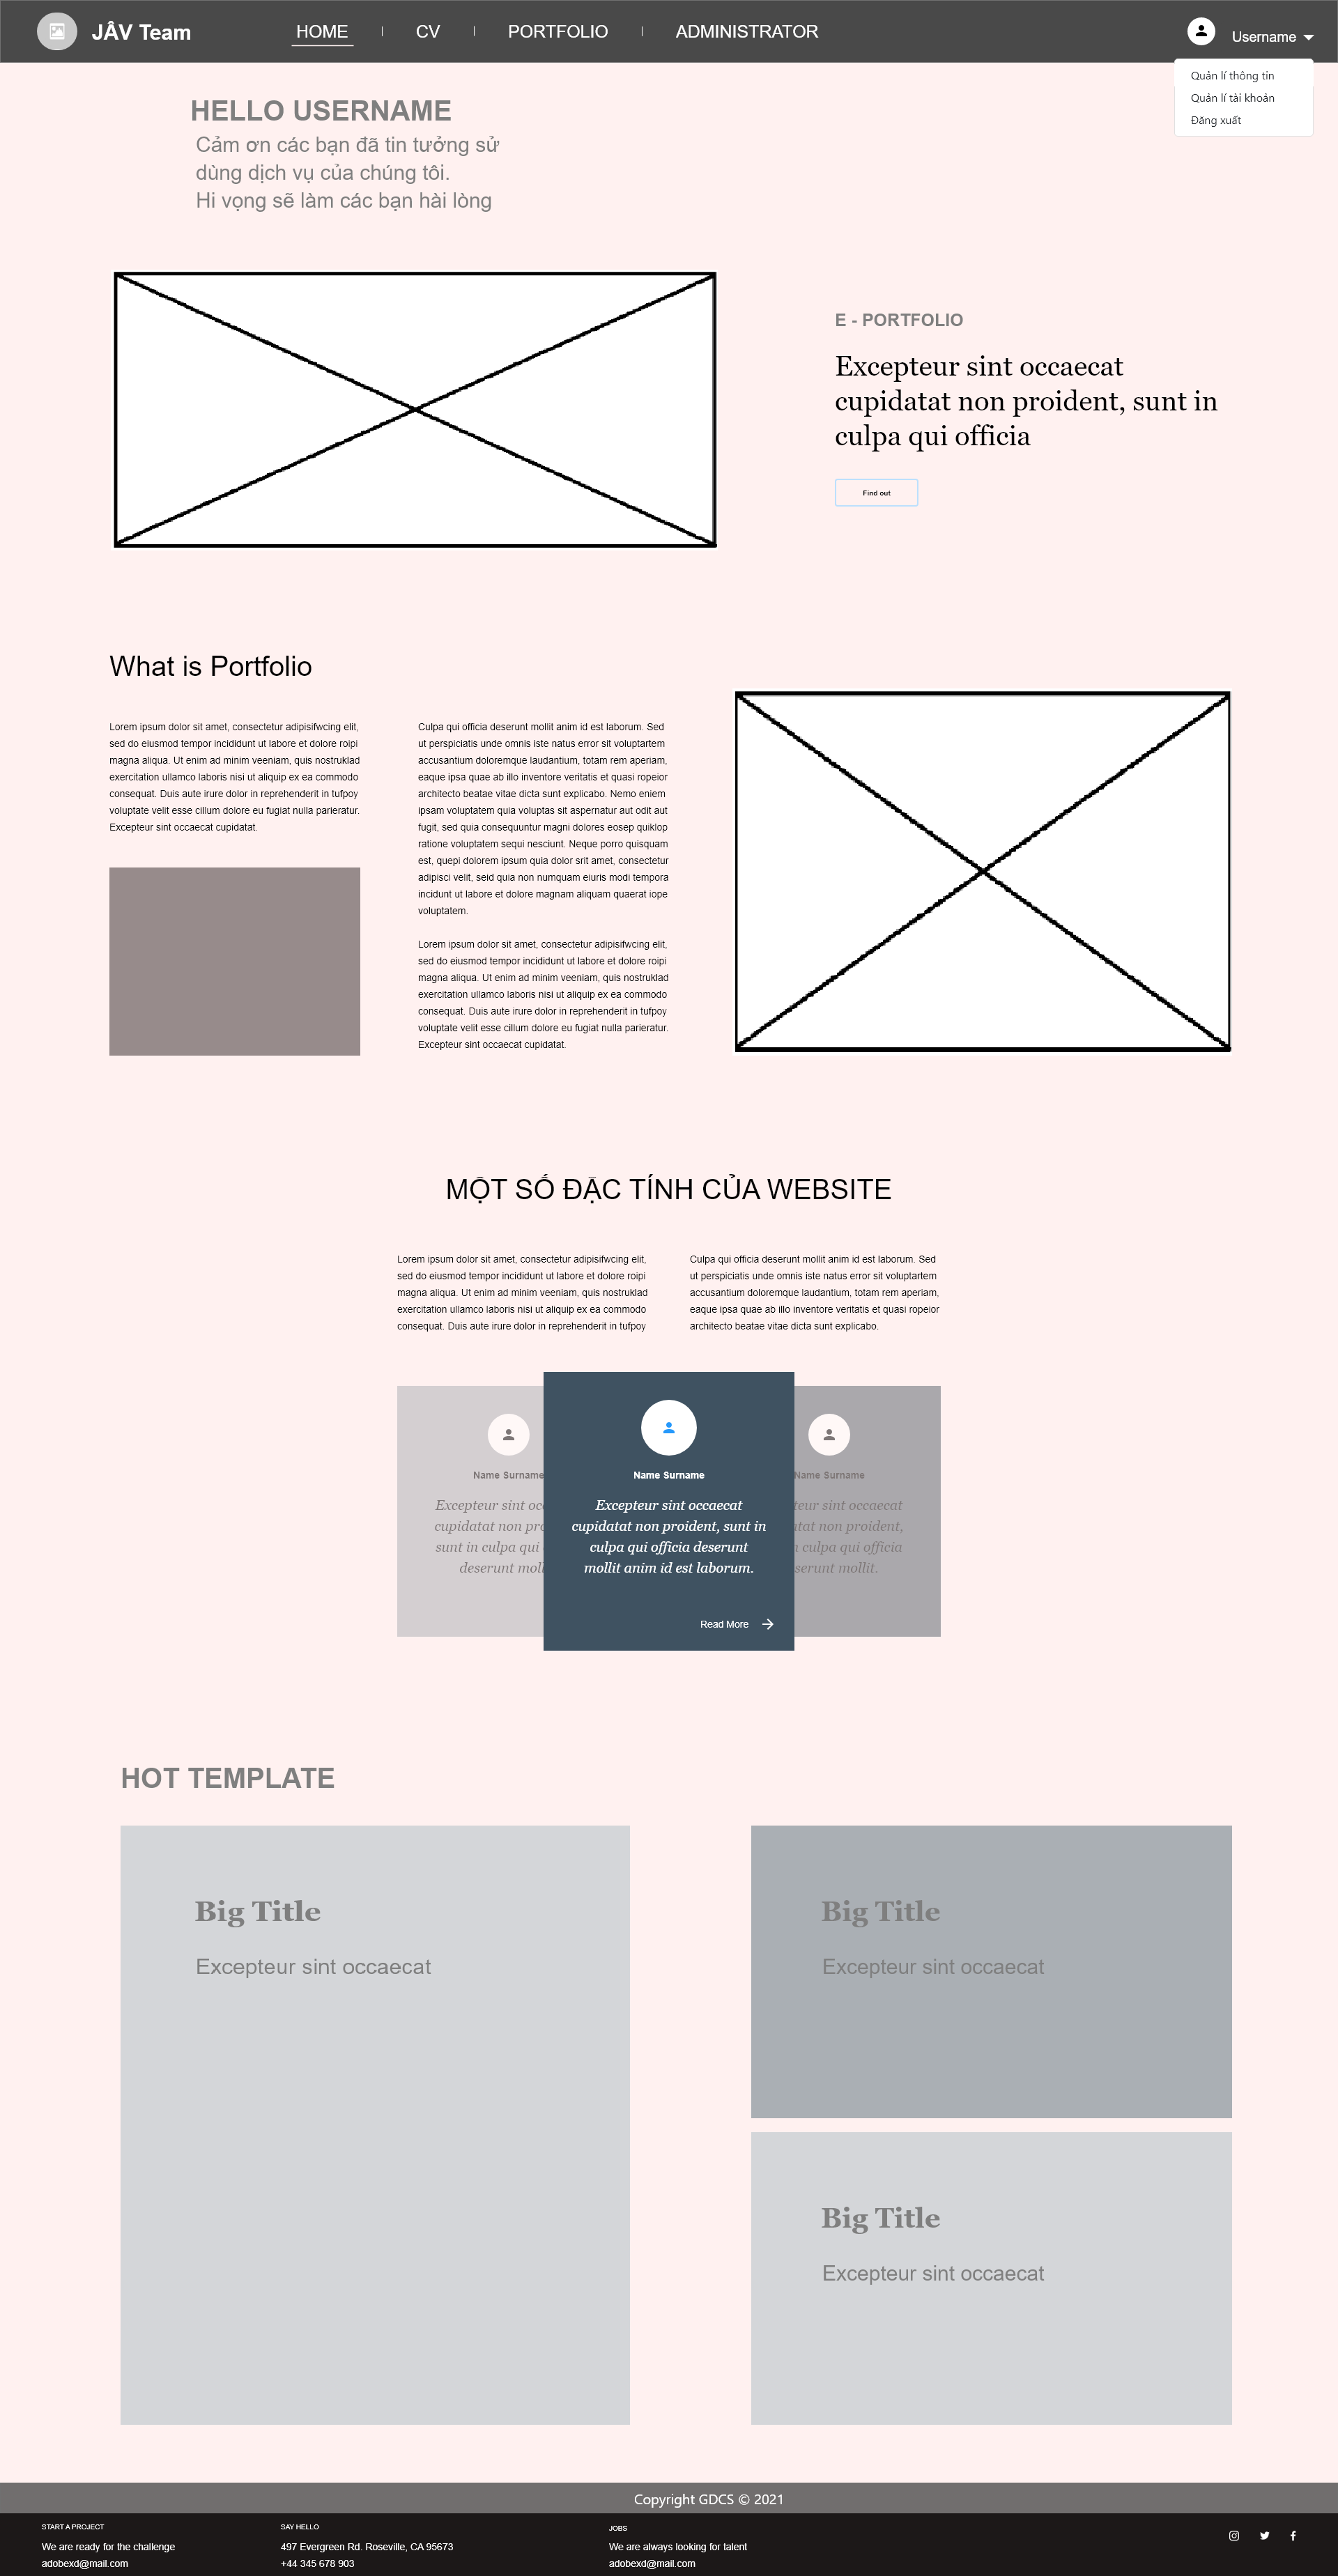 JÂV Team
HOME
CV
PORTFOLIO
ADMINISTRATOR
Username
Quản lí thông tin
Quản lí tài khoản
Đăng xuất
HELLO USERNAME
Cảm ơn các bạn đã tin tưởng sử
dùng dịch vụ của chúng tôi.
Hi vọng sẽ làm các bạn hài lòng
E - PORTFOLIO
Excepteur sint occaecat
cupidatat non proident, sunt in
culpa qui officia
Find out
What is Portfolio
Lorem ipsum dolor sit amet, consectetur adipisifwcing elit,
sed do eiusmod tempor incididunt ut labore et dolore roipi
magna aliqua. Ut enim ad minim veeniam, quis nostruklad
exercitation ullamco laboris nisi ut aliquip ex ea commodo
consequat. Duis aute irure dolor in reprehenderit in tufpoy
voluptate velit esse cillum dolore eu fugiat nulla parieratur.
Excepteur sint occaecat cupidatat.
Culpa qui officia deserunt mollit anim id est laborum. Sed
ut perspiciatis unde omnis iste natus error sit voluptartem
accusantium doloremque laudantium, totam rem aperiam,
eaque ipsa quae ab illo inventore veritatis et quasi ropeior
architecto beatae vitae dicta sunt explicabo. Nemo eniem
ipsam voluptatem quia voluptas sit aspernatur aut odit aut
fugit, sed quia consequuntur magni dolores eosep quiklop
ratione voluptatem sequi nesciunt. Neque porro quisquam
est, quepi dolorem ipsum quia dolor srit amet, consectetur
adipisci velit, seid quia non numquam eiuris modi tempora
incidunt ut labore et dolore magnam aliquam quaerat iope
voluptatem.
Lorem ipsum dolor sit amet, consectetur adipisifwcing elit,
sed do eiusmod tempor incididunt ut labore et dolore roipi
magna aliqua. Ut enim ad minim veeniam, quis nostruklad
exercitation ullamco laboris nisi ut aliquip ex ea commodo
consequat. Duis aute irure dolor in reprehenderit in tufpoy
voluptate velit esse cillum dolore eu fugiat nulla parieratur.
Excepteur sint occaecat cupidatat.
MỘT SỐ ĐẶC TÍNH CỦA WEBSITE
Lorem ipsum dolor sit amet, consectetur adipisifwcing elit,
sed do eiusmod tempor incididunt ut labore et dolore roipi
magna aliqua. Ut enim ad minim veeniam, quis nostruklad
exercitation ullamco laboris nisi ut aliquip ex ea commodo
consequat. Duis aute irure dolor in reprehenderit in tufpoy
Culpa qui officia deserunt mollit anim id est laborum. Sed
ut perspiciatis unde omnis iste natus error sit voluptartem
accusantium doloremque laudantium, totam rem aperiam,
eaque ipsa quae ab illo inventore veritatis et quasi ropeior
architecto beatae vitae dicta sunt explicabo.
Name Surname
Excepteur sint
cupidatat non
sunt in culpa qui
deserunt
Name Surname
Excepteur sint occaecat
cupidatat non proident, sunt in
culpa qui officia deserunt
mollit anim id est laborum.
Read More
Name Surname
sint occaecat
non proident,
culpa qui officia
mollit.
HOT TEMPLATE
Big Title
Excepteur sint occaecat
Big Title
Excepteur sint occaecat
Big Title
Excepteur sint occaecat
Copyright GDCS © 2021
START A PROJECT
We are ready for the challenge
adobexd@mail.com
SAY HELLO
497 Evergreen Rd. Roseville, CA 95673
+44 345 678 903
JOBS
We are always looking for talent
adobexd@mail.com